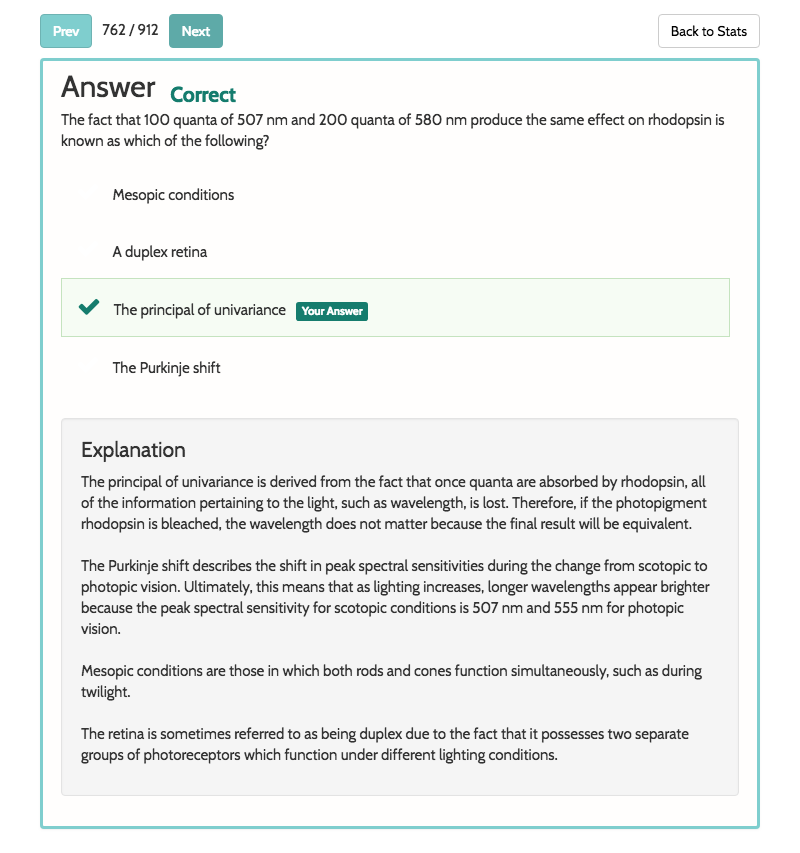 Prev 762 / 912 Next Back to Stats
Answer Correct
The fact that 100 quanta of 507 nm and 200 quanta of 580 nm produce the same effect on rhodopsin is
known as which of the following?
Mesopic conditions
A duplex retina
The principal of univariance Your Answer
The Purkinje shift
Explanation
The principal of univariance is derived from the fact that once quanta are absorbed by rhodopsin, all
of the information pertaining to the light, such as wavelength, is lost. Therefore, if the photopigment
rhodopsin is bleached, the wavelength does not matter because the final result will be equivalent.
The Purkinje shift describes the shift in peak spectral sensitivities during the change from scotopic to
photopic vision. Ultimately, this means that as lighting increases, longer wavelengths appear brighter
because the peak spectral sensitivity for scotopic conditions is 507 nm and 555 nm for photopic
vision.
Mesopic conditions are those in which both rods and cones function simultaneously, such as during
twilight.
The retina is sometimes referred to as being duplex due to the fact that it possesses two separate
groups of photoreceptors which function under different lighting conditions.